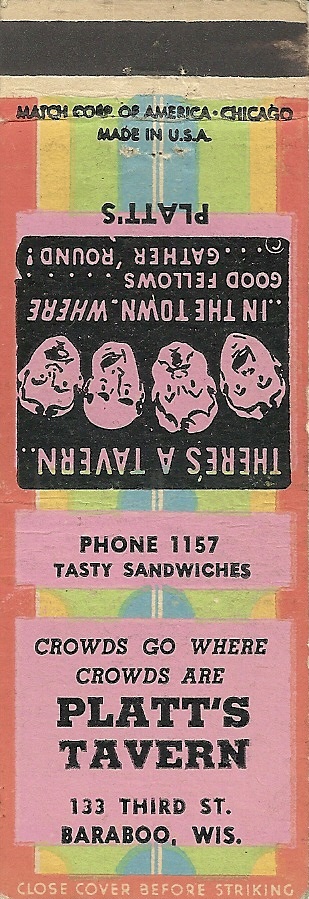 MATCH CORP. OF AMERICA · CHICAGO
MADE IN U.S.A.
THERE'S A TAVERN..
..IN THE TOWN. WHERE
GOOD FELLOWS . . . . . .
. . . . GATHER 'ROUND!
©
PLATT'S
PHONE 1157
TASTY SANDWICHES
CROWDS GO WHERE
CROWDS ARE
PLATT'S
TAVERN
133 THIRD ST.
BARABOO, WIS.
CLOSE COVER BEFORE STRIKING